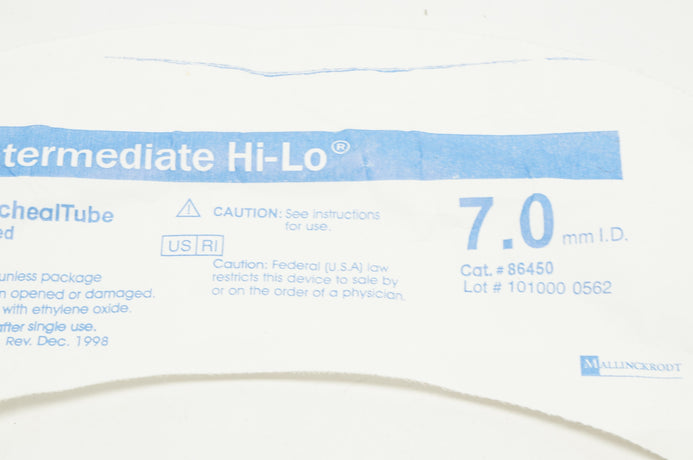 termediate Hi-Lo®
chealTube
ed
unless package
n opened or damaged.
with ethylene oxide.
after single use.
Rev. Dec. 1998
CAUTION: See instructions
for use.
US RI
Caution: Federal (U.S.A) law
restricts this device to sale by
or on the order of a physician.
7.0 mm I.D.
Cat. # 86450
Lot # 101000 0562
MALLINCKRODT